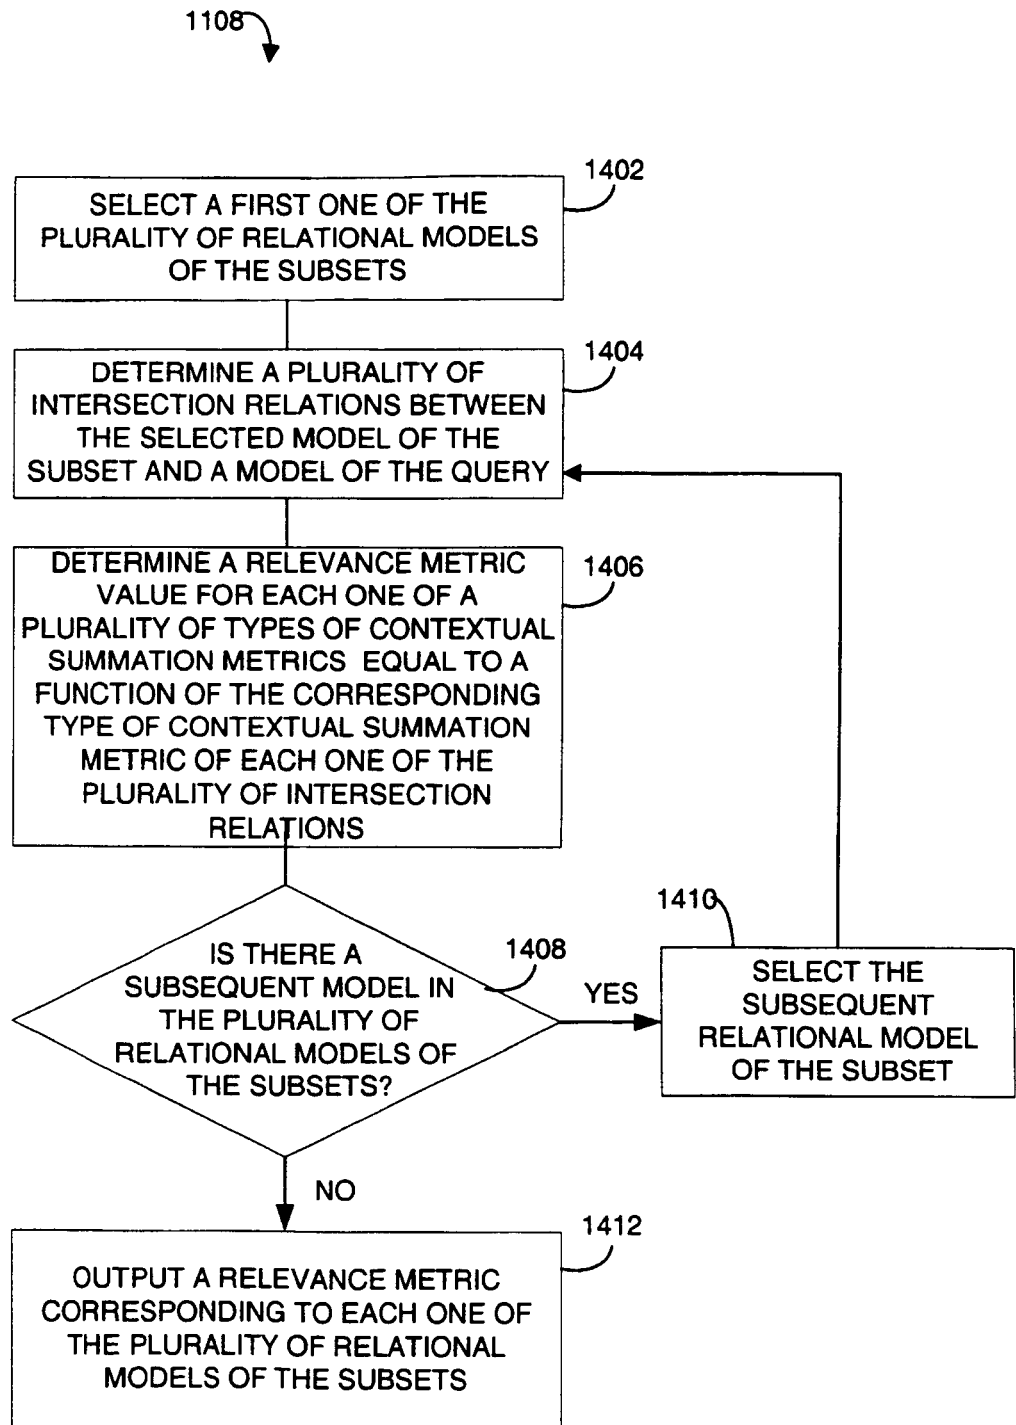 1108
1402
SELECT A FIRST ONE OF THE
PLURALITY OF RELATIONAL MODELS
OF THE SUBSETS
1404
DETERMINE A PLURALITY OF
INTERSECTION RELATIONS BETWEEN
THE SELECTED MODEL OF THE
SUBSET AND A MODEL OF THE QUERY
1406
DETERMINE A RELEVANCE METRIC
VALUE FOR EACH ONE OF A
PLURALITY OF TYPES OF CONTEXTUAL
SUMMATION METRICS EQUAL TO A
FUNCTION OF THE CORRESPONDING
TYPE OF CONTEXTUAL SUMMATION
METRIC OF EACH ONE OF THE
PLURALITY OF INTERSECTION
RELATIONS
1408
IS THERE A
SUBSEQUENT MODEL IN
THE PLURALITY OF
RELATIONAL MODELS OF
THE SUBSETS?
YES
1410
SELECT THE
SUBSEQUENT
RELATIONAL MODEL
OF THE SUBSET
NO
1412
OUTPUT A RELEVANCE METRIC
CORRESPONDING TO EACH ONE OF
THE PLURALITY OF RELATIONAL
MODELS OF THE SUBSETS